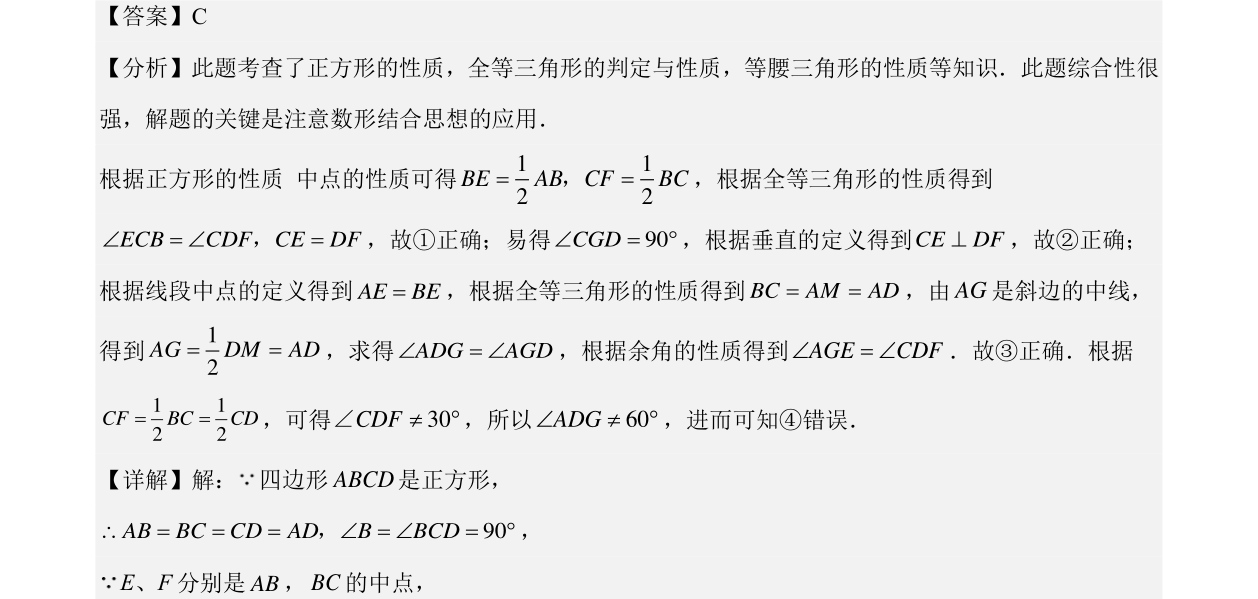 【答案】C
【分析】此题考查了正方形的性质，全等三角形的判定与性质，等腰三角形的性质等知识．此题综合性很
强，解题的关键是注意数形结合思想的应用．
根据正方形的性质 中点的性质可得BE=1/2AB，CF=1/2BC，根据全等三角形的性质得到
∠ECB=∠CDF，CE=DF，故①正确；易得∠CGD=90°，根据垂直的定义得到CE⊥DF，故②正确；
根据线段中点的定义得到AE=BE，根据全等三角形的性质得到BC=AM=AD，由AG是斜边的中线，
得到AG=1/2DM=AD，求得∠ADG=∠AGD，根据余角的性质得到∠AGE=∠CDF．故③正确．根据
CF=1/2BC=1/2CD，可得∠CDF≠30°，所以∠ADG≠60°，进而可知④错误．
【详解】解：∵四边形ABCD是正方形，
∴AB=BC=CD=AD，∠B=∠BCD=90°，
∵E、F分别是AB，BC的中点，